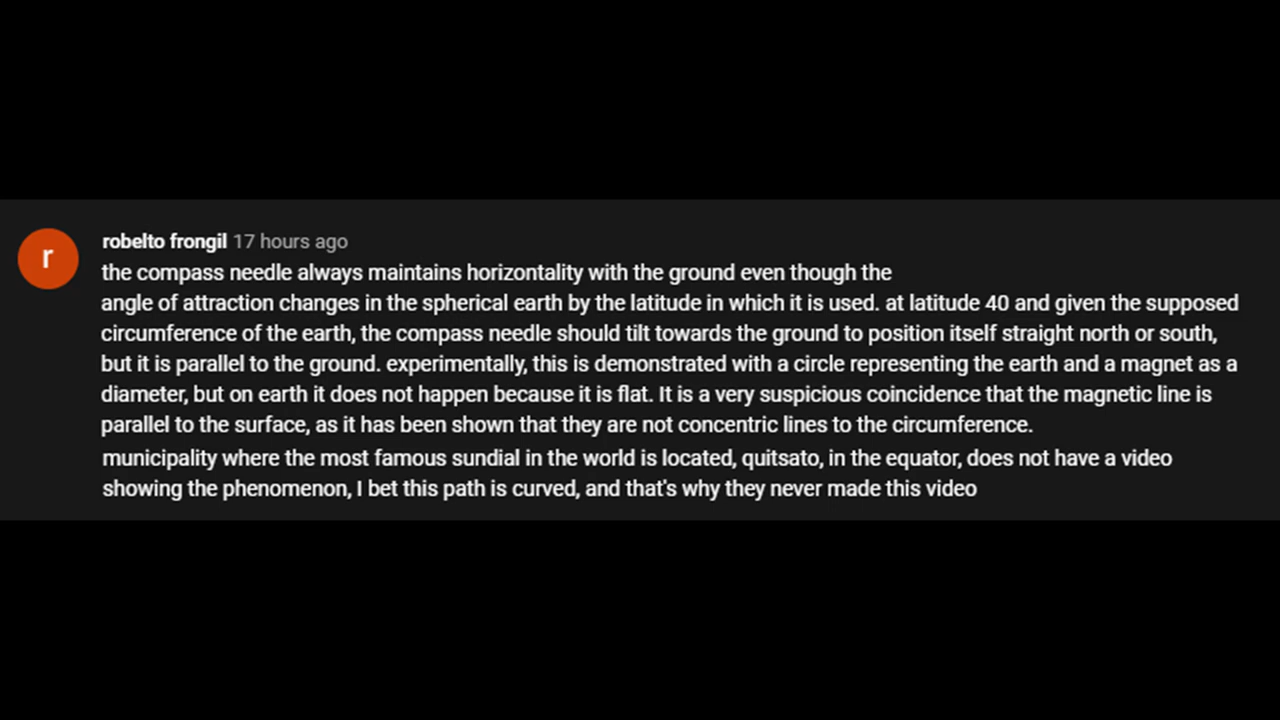 r
robelto frongil 17 hours ago
the compass needle always maintains horizontality with the ground even though the
angle of attraction changes in the spherical earth by the latitude in which it is used. at latitude 40 and given the supposed
circumference of the earth, the compass needle should tilt towards the ground to position itself straight north or south,
but it is parallel to the ground. experimentally, this is demonstrated with a circle representing the earth and a magnet as a
diameter, but on earth it does not happen because it is flat. It is a very suspicious coincidence that the magnetic line is
parallel to the surface, as it has been shown that they are not concentric lines to the circumference.
municipality where the most famous sundial in the world is located, quitsato, in the equator, does not have a video
showing the phenomenon, I bet this path is curved, and that's why they never made this video